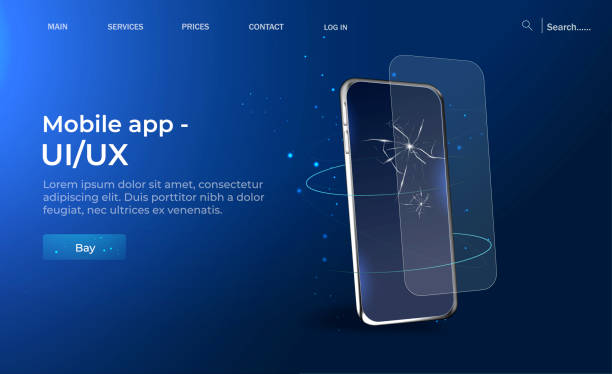 MAIN SERVICES PRICES CONTACT LOG IN Search......
Mobile app -
UI/UX
Lorem ipsum dolor sit amet, consectetur
adipiscing elit. Duis porttitor nibh a dolor
feugiat, nec ultrices ex venenatis.
Bay